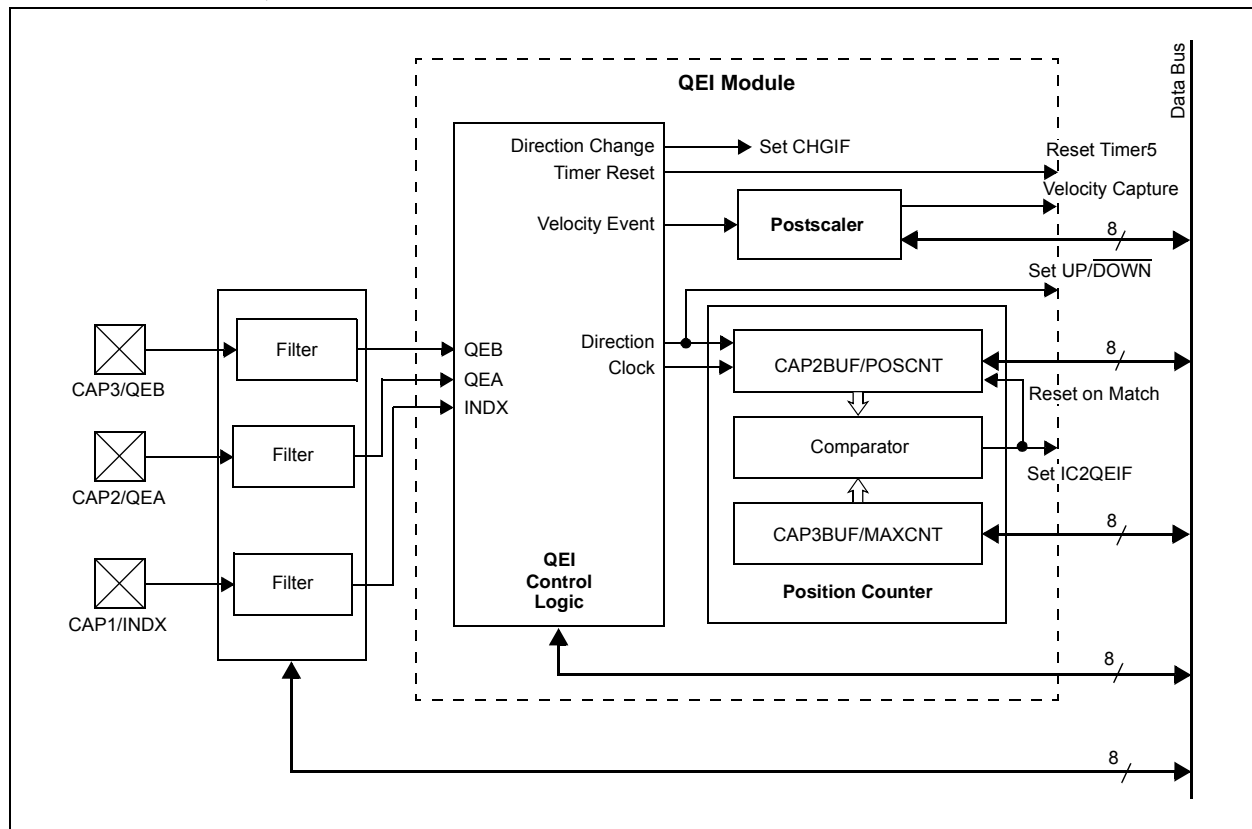 QEI Module
Data Bus
Direction Change
Set CHGIF
Reset Timer5
Timer Reset
Velocity Capture
Velocity Event
Postscaler
8
Set UP/DOWN
Filter
QEB
Direction
CAP2BUF/POSCNT
8
Clock
CAP3/QEB
QEA
Reset on Match
INDX
Filter
Comparator
CAP2/QEA
Set IC2QEIF
8
CAP3BUF/MAXCNT
Filter
QEI
Control
Logic
Position Counter
CAP1/INDX
8
8